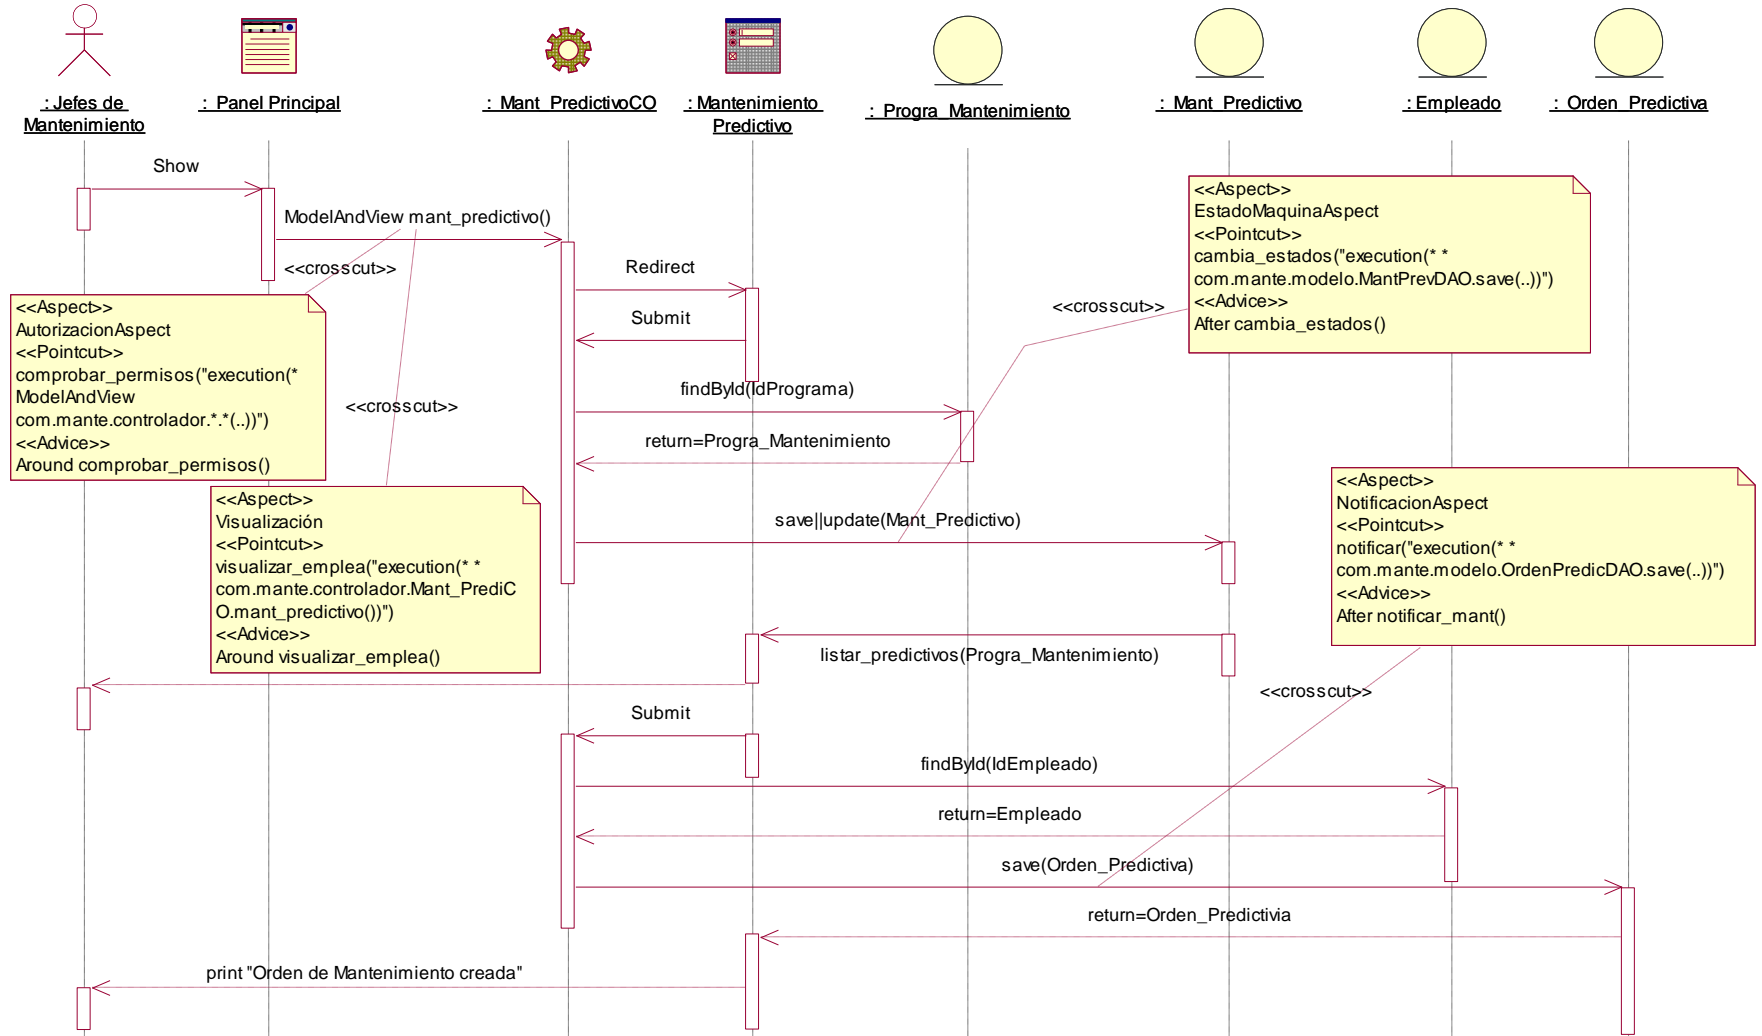 : Jefes de
Mantenimiento
: Panel Principal
: Mant_PredictivoCO
: Mantenimiento
Predictivo
: Progra_Mantenimiento
: Mant_Predictivo
: Empleado
: Orden_Predictiva
Show
ModelAndView mant_predictivo()
<<crosscut>>
Redirect
Submit
<<Aspect>>
AutorizacionAspect
<<Pointcut>>
comprobar_permisos("execution(*
ModelAndView
com.mante.controlador.*.*(..))")
<<Advice>>
Around comprobar_permisos()
<<crosscut>>
<<Aspect>>
EstadoMaquinaAspect
<<Pointcut>>
cambia_estados("execution(* *
com.mante.modelo.MantPrevDAO.save(..))")
<<Advice>>
After cambia_estados()
<<crosscut>>
findById(IdPrograma)
return=Progra_Mantenimiento
<<Aspect>>
Visualización
<<Pointcut>>
visualizar_emplea("execution(* *
com.mante.controlador.Mant_PrediC
O.mant_predictivo())")
<<Advice>>
Around visualizar_emplea()
save||update(Mant_Predictivo)
<<Aspect>>
NotificacionAspect
<<Pointcut>>
notificar("execution(* *
com.mante.modelo.OrdenPredicDAO.save(..))")
<<Advice>>
After notificar_mant()
listar_predictivos(Progra_Mantenimiento)
<<crosscut>>
Submit
findById(IdEmpleado)
return=Empleado
save(Orden_Predictiva)
return=Orden_Predictivia
print "Orden de Mantenimiento creada"